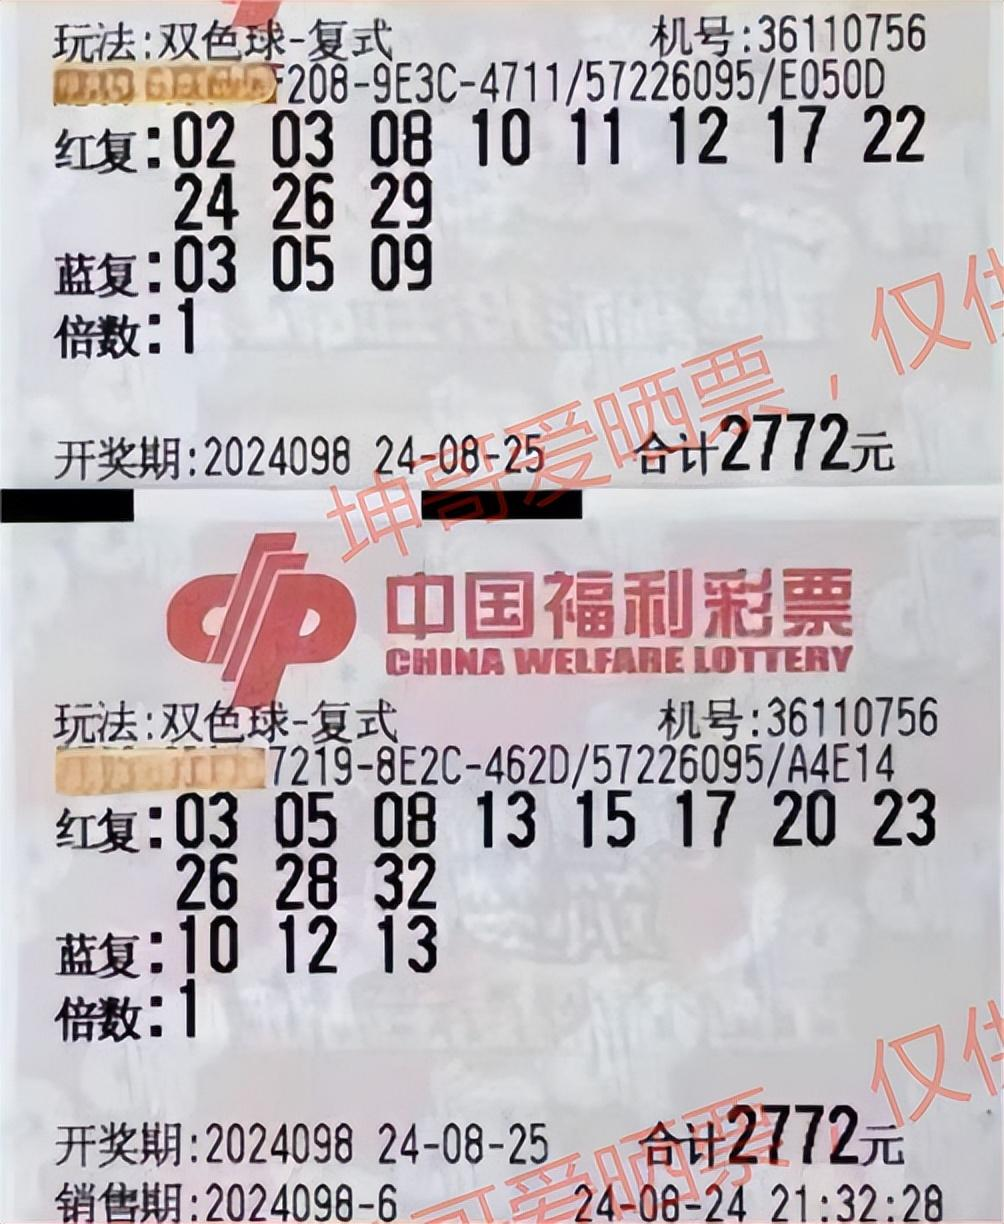 玩法:双色球-复式 机号:36110756
F208-9E3C-4711/57226095/E050D
红复:02 03 08 10 11 12 17 22
24 26 29
蓝复:03 05 09
倍数:1
开奖期:2024098 24-08-25 合计2772元
坤哥爱晒票，仅供
中国福利彩票
CHINA WELFARE LOTTERY
玩法:双色球-复式 机号:36110756
7219-8E2C-462D/57226095/A4E14
红复:03 05 08 13 15 17 20 23
26 28 32
蓝复:10 12 13
倍数:1
开奖期:2024098 24-08-25 合计2772元
销售期:2024098-6 24-08-24 21:32:28
哥爱晒票，仅供